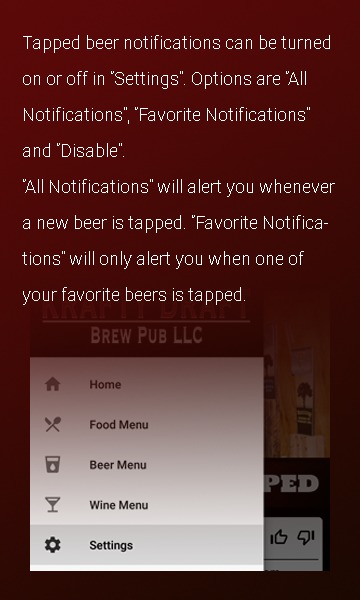 Tapped beer notifications can be turned
on or off in "Settings". Options are "All
Notifications", "Favorite Notifications"
and "Disable".
"All Notifications" will alert you whenever
a new beer is tapped. "Favorite Notifica-
tions" will only alert you when one of
your favorite beers is tapped.
BREW PUB LLC
Home
Food Menu
Beer Menu
Wine Menu
PED
Settings